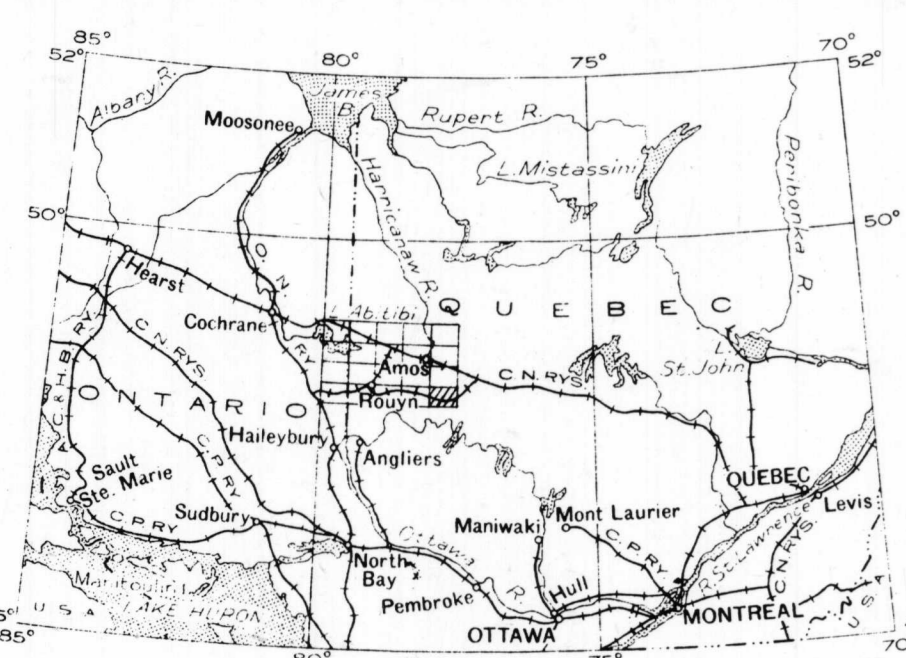 85°
80°
75°
70°
52°
52°
Albany R.
James
B.
Moosonee
Rupert R.
L. Mistassini
Peribonka R.
Harricanaw R.
50°
50°
Hearst
O. N. RY
L. Abitibi
QUEBEC
Cochrane
C. N. RYS.
Amos
C. N. RYS.
L.
St. John
A. C. & H. B. RY
ONTARIO
Rouyn
C. P. RY
Haileybury
Angliers
Sault
Ste. Marie
QUEBEC
Levis
Sudbury
C. P. RY
Maniwaki
Mont Laurier
C. P. RY
R. St. Lawrence
C. N. RYS.
Ottawa R.
North
Bay
Manitoulin I.
Pembroke
Hull
U S A
LAKE HURON
MONTREAL
OTTAWA
U. S. A
85°
80°
75°
70